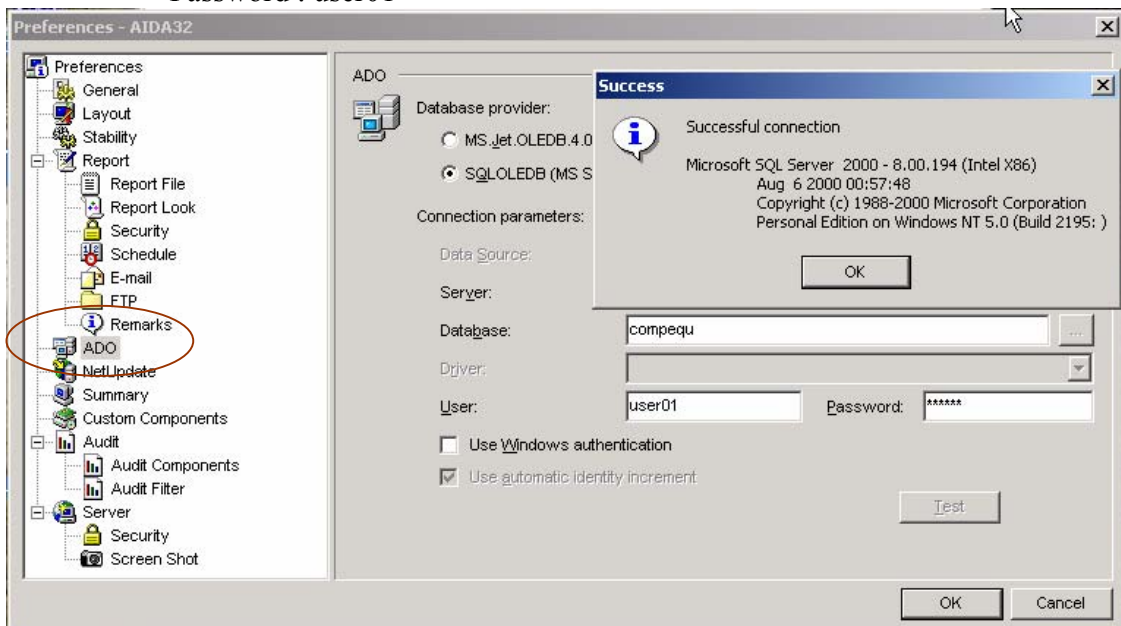 Password : user01
Preferences - AIDA32
Preferences
General
Layout
Stability
Report
Report File
Report Look
Security
Schedule
E-mail
FTP
Remarks
ADO
NetUpdate
Summary
Custom Components
Audit
Audit Components
Audit Filter
Server
Security
Screen Shot
ADO
Database provider:
MS.Jet.OLEDB.4.0
SQLOLEDB (MS S
Connection parameters:
Data Source:
Server:
Database:
compequ
...
Driver:
User:
user01
Password:
******
Use Windows authentication
Use automatic identity increment
Test
OK
Cancel
Success
Successful connection
Microsoft SQL Server 2000 - 8.00.194 (Intel X86)
Aug 6 2000 00:57:48
Copyright (c) 1988-2000 Microsoft Corporation
Personal Edition on Windows NT 5.0 (Build 2195: )
OK